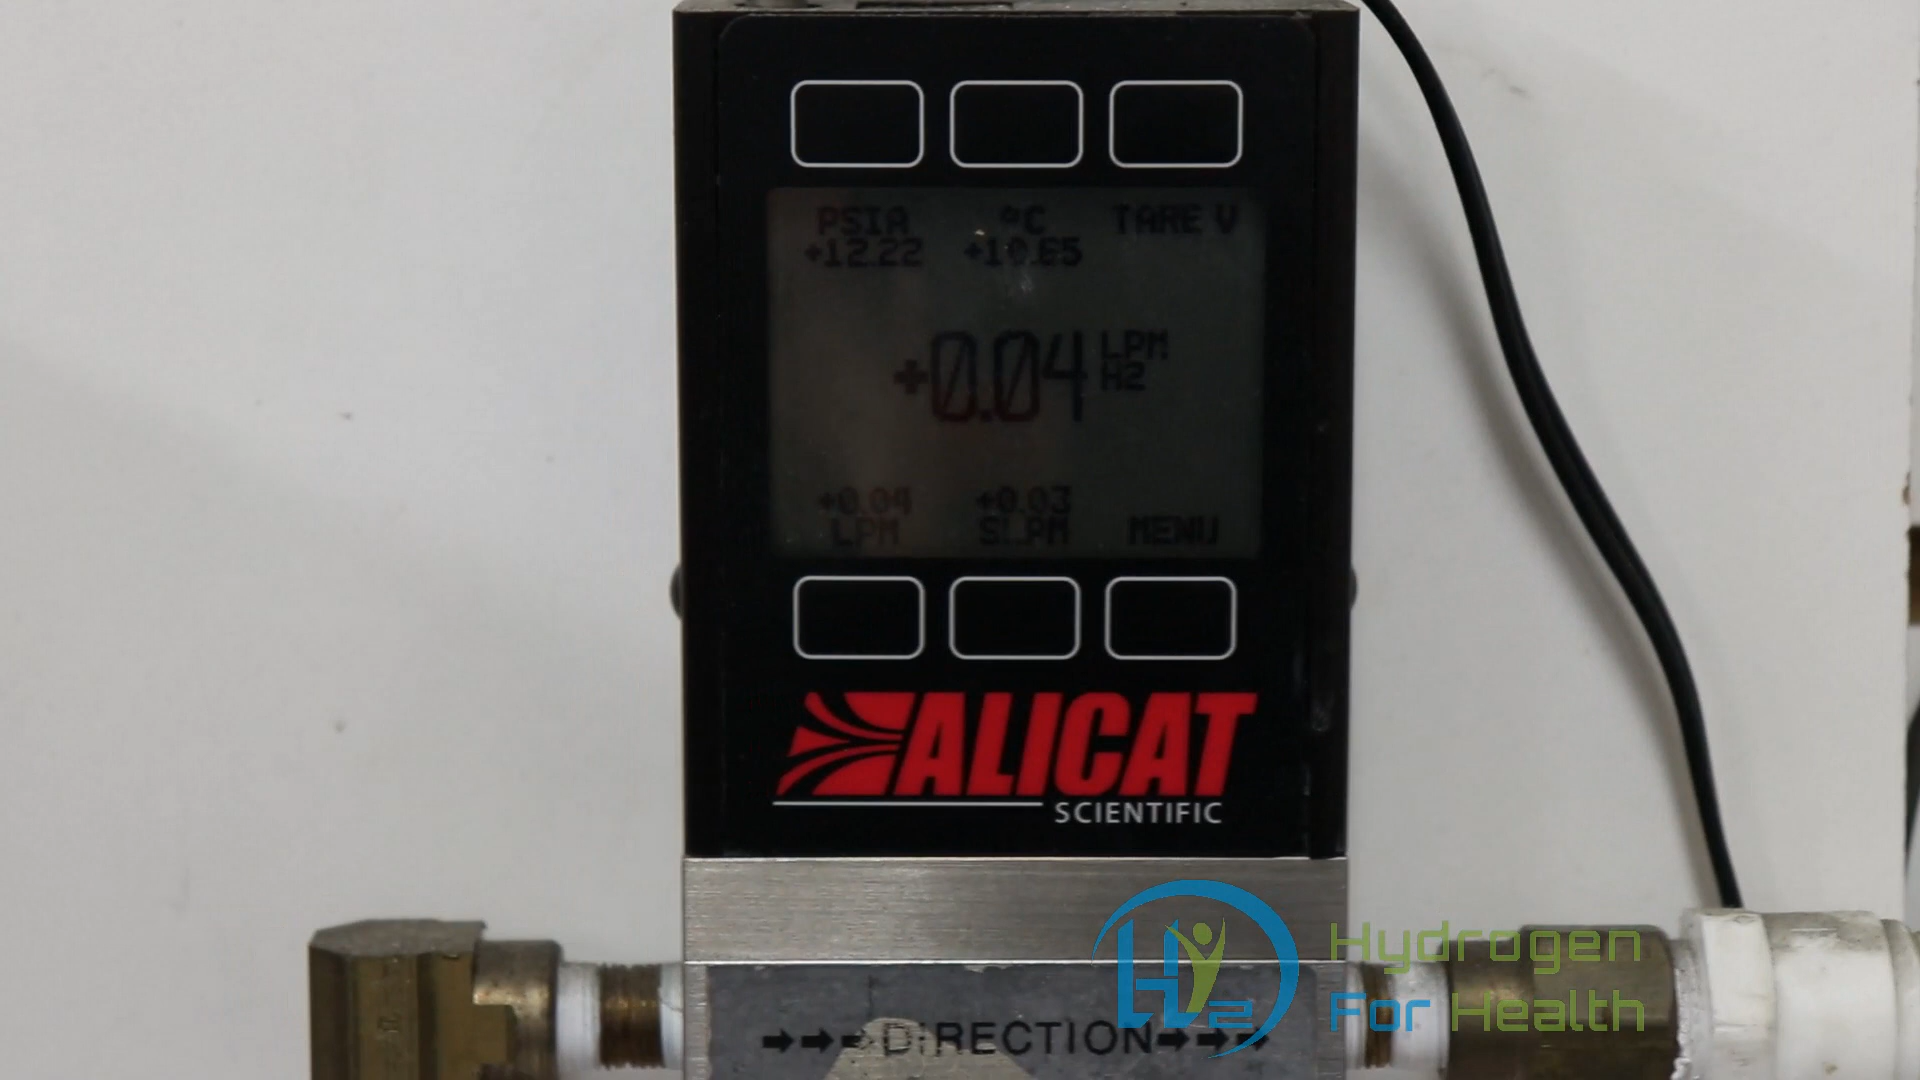 PSIA °C TARE V
+12.22 +10.65
+0.04 LPM
H2
+0.04 +0.03
LPM SLPM MENU
ALICAT
SCIENTIFIC
DIRECTION
H2
Hydrogen
For Health